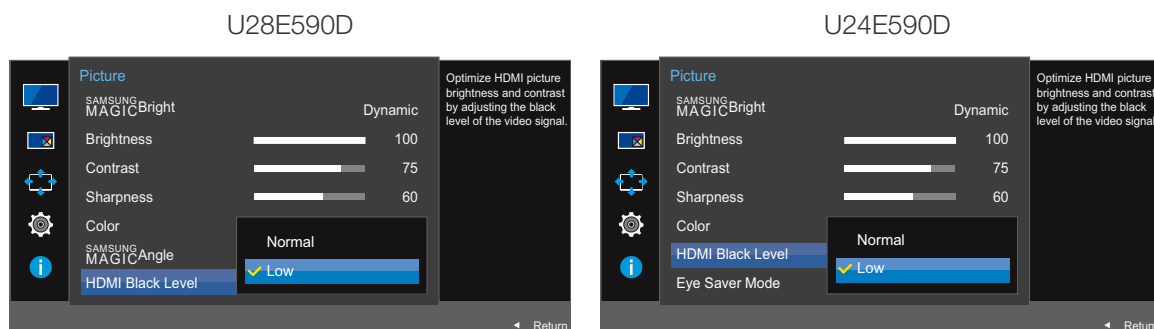 U28E590D
Picture
SAMSUNG
MAGICBright Dynamic
Brightness 100
Contrast 75
Sharpness 60
Color
SAMSUNG
MAGICAngle
HDMI Black Level
Normal
Low
Optimize HDMI picture
brightness and contrast
by adjusting the black
level of the video signal.
Return
U24E590D
Picture
SAMSUNG
MAGICBright Dynamic
Brightness 100
Contrast 75
Sharpness 60
Color
HDMI Black Level
Eye Saver Mode
Normal
Low
Optimize HDMI picture
brightness and contrast
by adjusting the black
level of the video signal
Return